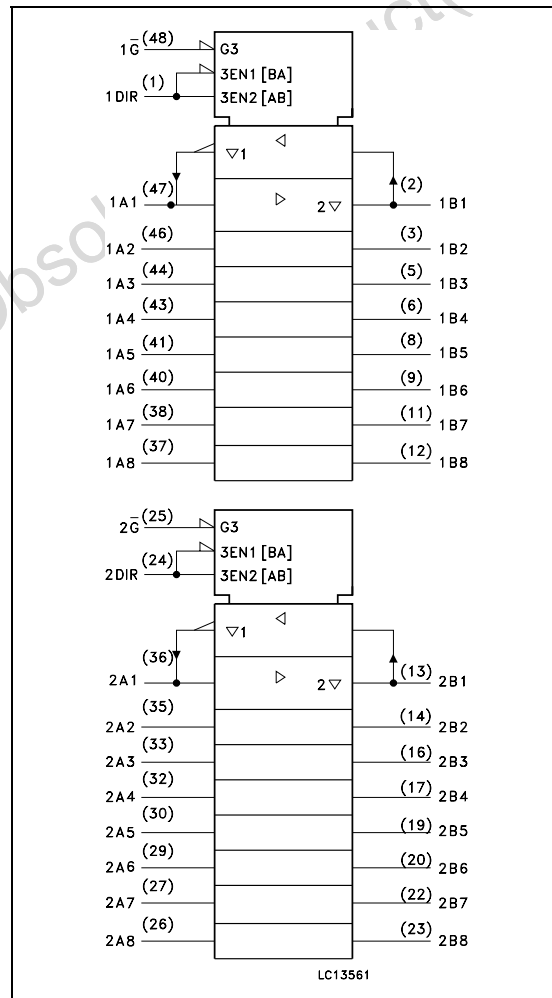 1G̅ (48) G3
3EN1 [BA]
1DIR (1) 3EN2 [AB]
▽1 ◁
1A1 (47) ▷ 2▽ (2) 1B1
1A2 (46) (3) 1B2
1A3 (44) (5) 1B3
1A4 (43) (6) 1B4
1A5 (41) (8) 1B5
1A6 (40) (9) 1B6
1A7 (38) (11) 1B7
1A8 (37) (12) 1B8
2G̅ (25) G3
3EN1 [BA]
2DIR (24) 3EN2 [AB]
▽1 ◁
2A1 (36) ▷ 2▽ (13) 2B1
2A2 (35) (14) 2B2
2A3 (33) (16) 2B3
2A4 (32) (17) 2B4
2A5 (30) (19) 2B5
2A6 (29) (20) 2B6
2A7 (27) (22) 2B7
2A8 (26) (23) 2B8
LC13561